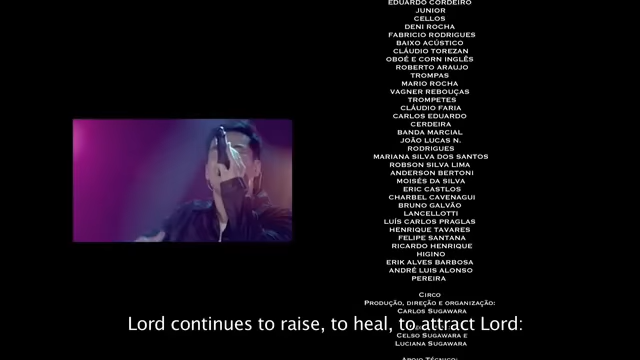 EDUARDO CORDEIRO
JUNIOR
CELLOS
DENI ROCHA
FABRICIO RODRIGUES
BAIXO ACÚSTICO
CLÁUDIO TOREZAN
OBOÉ E CORN INGLÊS
ROBERTO ARAUJO
TROMPAS
MARIO ROCHA
VAGNER REBOUÇAS
TROMPETES
CLÁUDIO FARIA
CARLOS EDUARDO
CERDEIRA
BANDA MARCIAL
JOÃO LUCAS N.
RODRIGUES
MARIANA SILVA DOS SANTOS
ROBSON SILVA LIMA
ANDERSON BERTONI
MOISÉS DA SILVA
ERIC CASTLOS
CHARBEL CAVENAGUI
BRUNO GALVÃO
LANCELLOTTI
LUÍS CARLOS PRAGLAS
HENRIQUE TAVARES
FELIPE SANTANA
RICARDO HENRIQUE
HIGINO
ERIK ALVES BARBOSA
ANDRÉ LUIS ALONSO
PEREIRA
CIRCO
PRODUÇÃO, DIREÇÃO E ORGANIZAÇÃO:
CARLOS SUGAWARA
Lord continues to raise, to heal, to attract Lord:
CELSO SUGAWARA E
LUCIANA SUGAWARA
APOIO TÉCNICO: